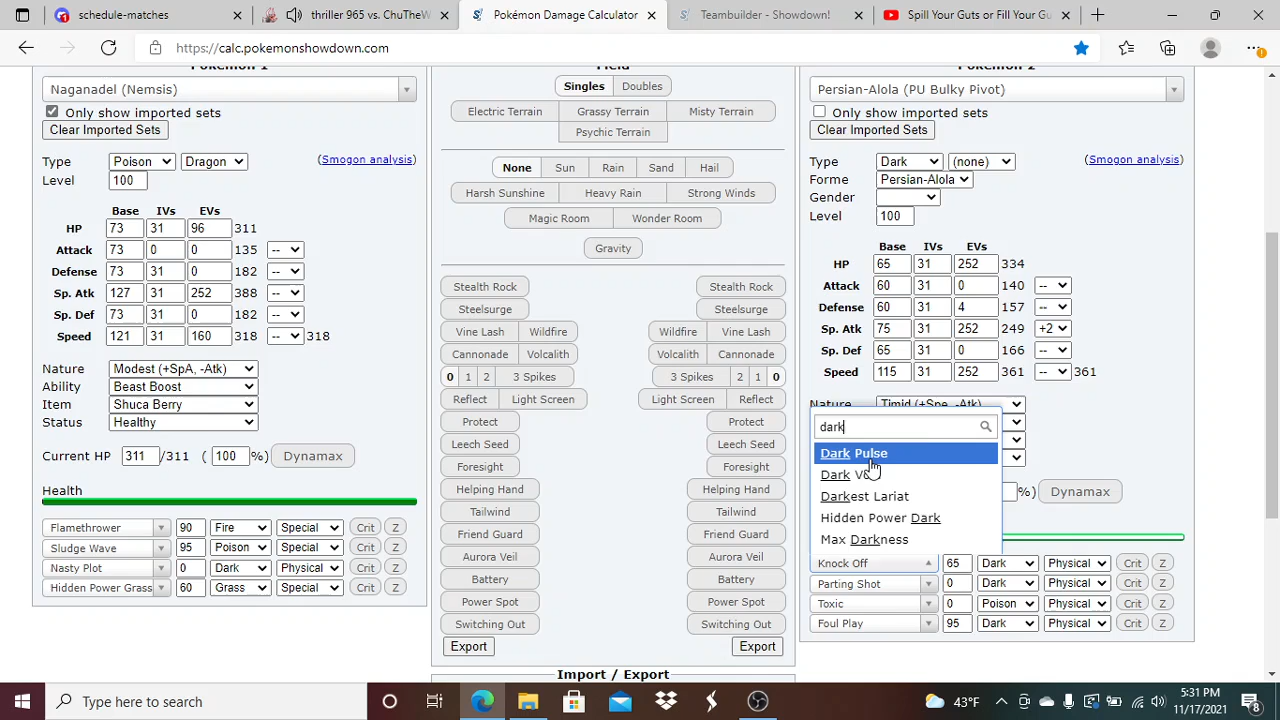 schedule-matches
thriller 965 vs. ChuTheW
Pokémon Damage Calculator
Teambuilder - Showdown!
Spill Your Guts or Fill Your Gu
https://calc.pokemonshowdown.com
Naganadel (Nemsis)
Only show imported sets
Clear Imported Sets
Type Poison Dragon (Smogon analysis)
Level 100
Base IVs EVs
HP 73 31 96 311
Attack 73 0 0 135 --
Defense 73 31 0 182 --
Sp. Atk 127 31 252 388 --
Sp. Def 73 31 0 182 --
Speed 121 31 160 318 -- 318
Nature Modest (+SpA, -Atk)
Ability Beast Boost
Item Shuca Berry
Status Healthy
Current HP 311 /311 ( 100 %) Dynamax
Health
Flamethrower 90 Fire Special Crit Z
Sludge Wave 95 Poison Special Crit Z
Nasty Plot 0 Dark Physical Crit Z
Hidden Power Grass 60 Grass Special Crit Z
Singles Doubles
Electric Terrain Grassy Terrain Misty Terrain
Psychic Terrain
None Sun Rain Sand Hail
Harsh Sunshine Heavy Rain Strong Winds
Magic Room Wonder Room
Gravity
Stealth Rock Stealth Rock
Steelsurge Steelsurge
Vine Lash Wildfire Wildfire Vine Lash
Cannonade Volcalith Volcalith Cannonade
0 1 2 3 Spikes 3 Spikes 2 1 0
Reflect Light Screen Light Screen Reflect
Protect Protect
Leech Seed Leech Seed
Foresight Foresight
Helping Hand Helping Hand
Tailwind Tailwind
Flower Gift Flower Gift
Friend Guard Friend Guard
Aurora Veil Aurora Veil
Battery Battery
Power Spot Power Spot
Switching Out Switching Out
Export Export
Import / Export
Persian-Alola (PU Bulky Pivot)
Only show imported sets
Clear Imported Sets
Type Dark (none) (Smogon analysis)
Forme Persian-Alola
Gender
Level 100
Base IVs EVs
HP 65 31 252 334
Attack 60 31 0 140 --
Defense 60 31 4 157 --
Sp. Atk 75 31 252 249 +2
Sp. Def 65 31 0 166 --
Speed 115 31 252 361 -- 361
Nature Timid (+Spe, -Atk)
dark
Dark Pulse
Dark
Darkest Lariat
Hidden Power Dark
Max Darkness
%) Dynamax
Knock Off 65 Dark Physical Crit Z
Parting Shot 0 Dark Physical Crit Z
Toxic 0 Poison Physical Crit Z
Foul Play 95 Dark Physical Crit Z
Type here to search
43°F
5:31 PM
11/17/2021
8